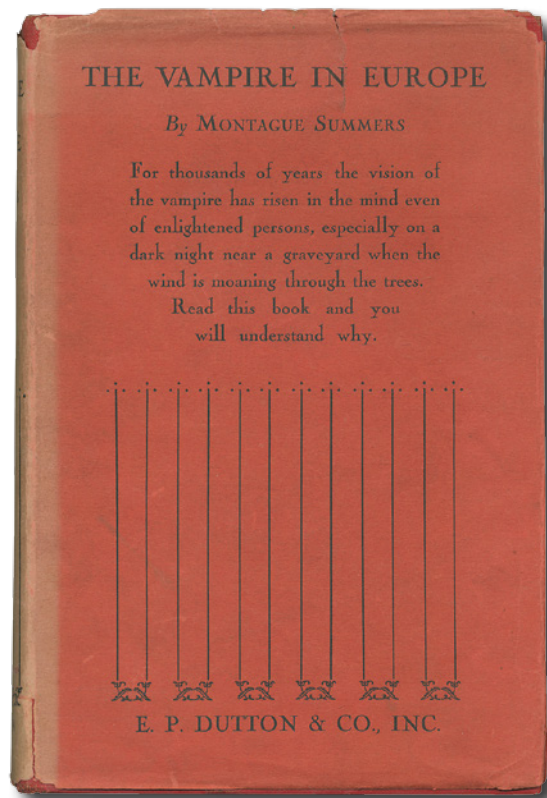 THE VAMPIRE IN EUROPE
By MONTAGUE SUMMERS
For thousands of years the vision of
the vampire has risen in the mind even
of enlightened persons, especially on a
dark night near a graveyard when the
wind is moaning through the trees.
Read this book and you
will understand why.
E. P. DUTTON & CO., INC.